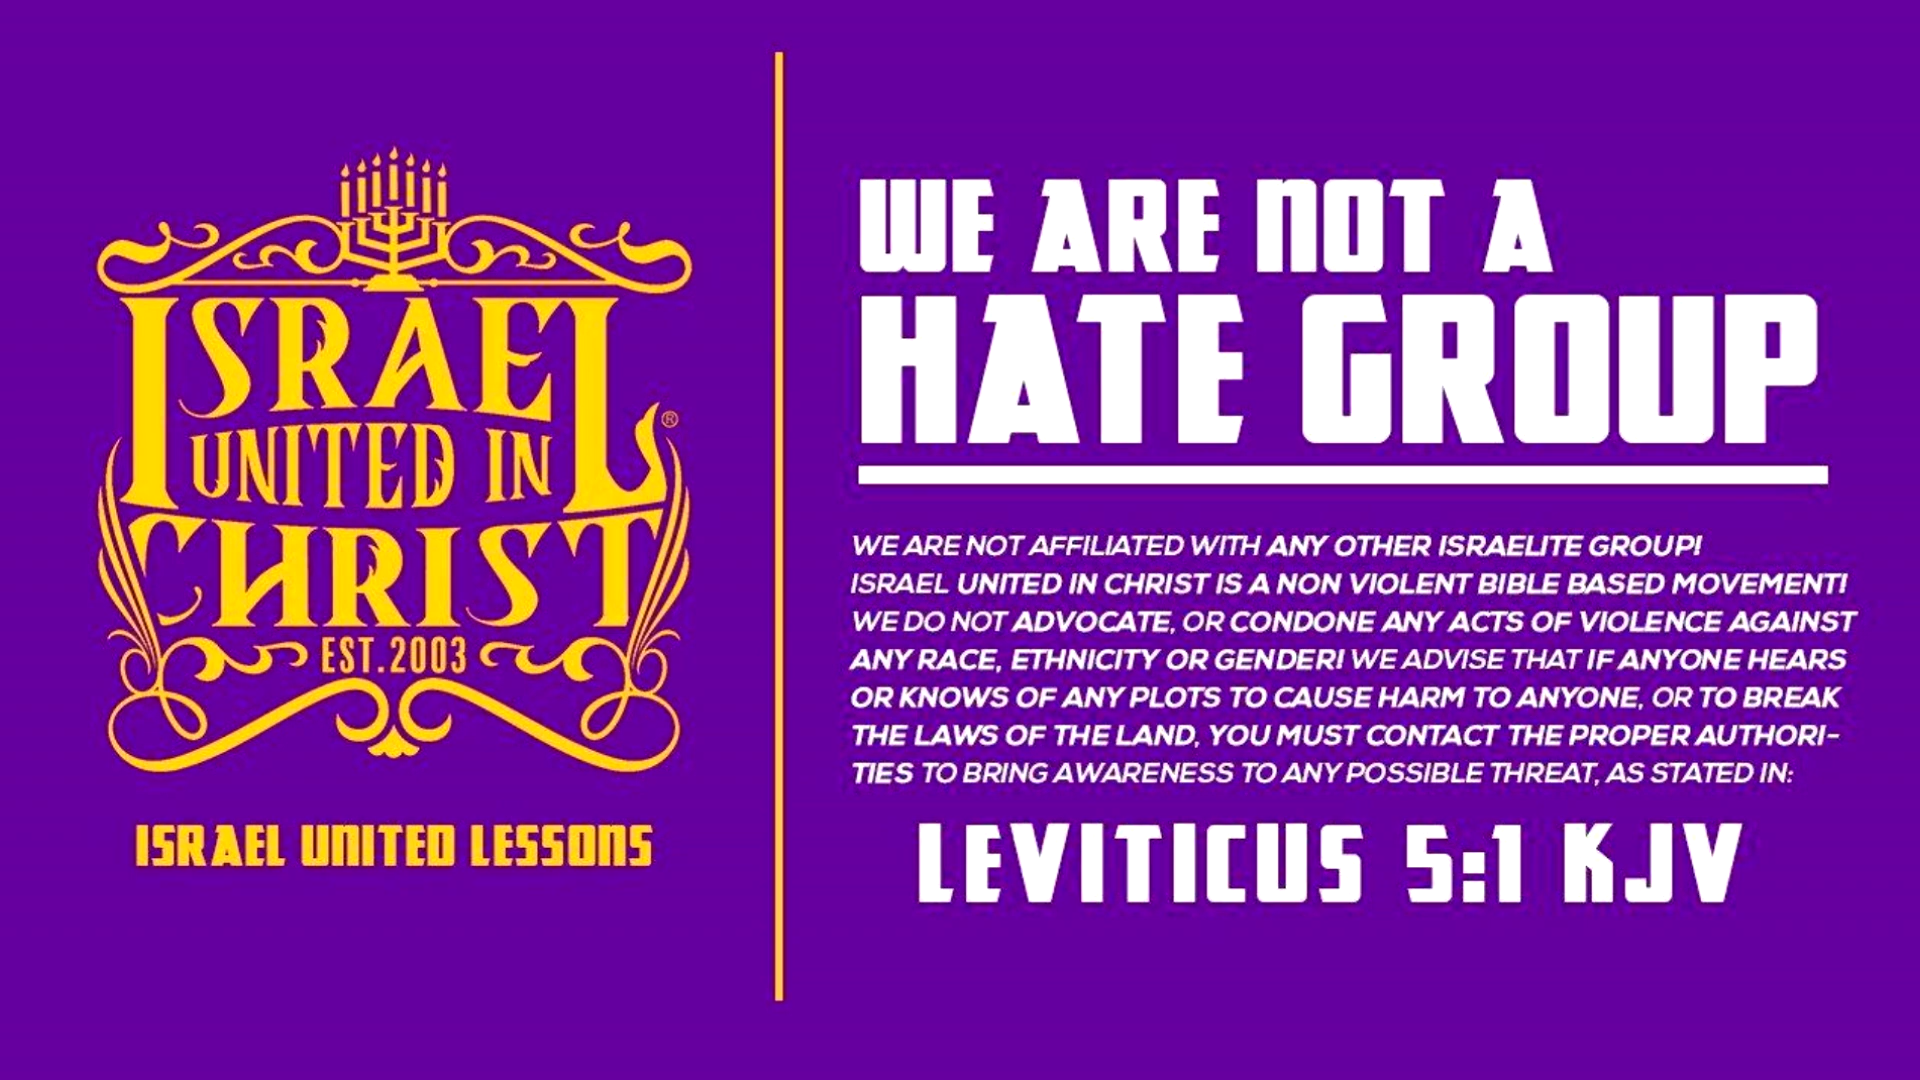 ISRAEL
UNITED IN
CHRIST
®
EST.2003
ISRAEL UNITED LESSONS
WE ARE NOT A
HATE GROUP
WE ARE NOT AFFILIATED WITH ANY OTHER ISRAELITE GROUP!
ISRAEL UNITED IN CHRIST IS A NON VIOLENT BIBLE BASED MOVEMENT!
WE DO NOT ADVOCATE, OR CONDONE ANY ACTS OF VIOLENCE AGAINST
ANY RACE, ETHNICITY OR GENDER! WE ADVISE THAT IF ANYONE HEARS
OR KNOWS OF ANY PLOTS TO CAUSE HARM TO ANYONE, OR TO BREAK
THE LAWS OF THE LAND, YOU MUST CONTACT THE PROPER AUTHORI-
TIES TO BRING AWARENESS TO ANY POSSIBLE THREAT, AS STATED IN:
LEVITICUS 5:1 KJV